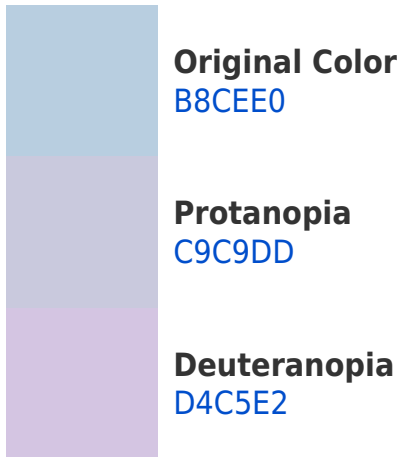 Original Color
B8CEE0
Protanopia
C9C9DD
Deuteranopia
D4C5E2